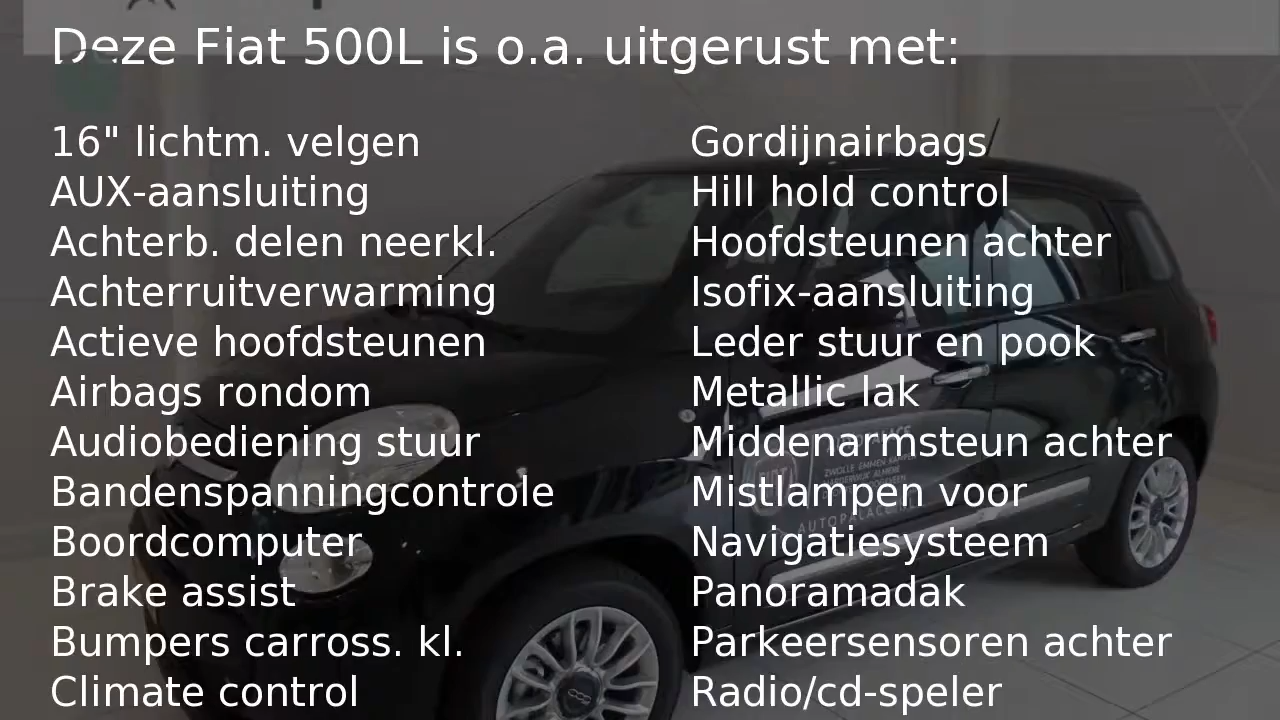 Deze Fiat 500L is o.a. uitgerust met:
16" lichtm. velgen
AUX-aansluiting
Achterb. delen neerkl.
Achterruitverwarming
Actieve hoofdsteunen
Airbags rondom
Audiobediening stuur
Bandenspanningcontrole
Boordcomputer
Brake assist
Bumpers carross. kl.
Climate control
Gordijnairbags
Hill hold control
Hoofdsteunen achter
Isofix-aansluiting
Leder stuur en pook
Metallic lak
Middenarmsteun achter
Mistlampen voor
Navigatiesysteem
Panoramadak
Parkeersensoren achter
Radio/cd-speler